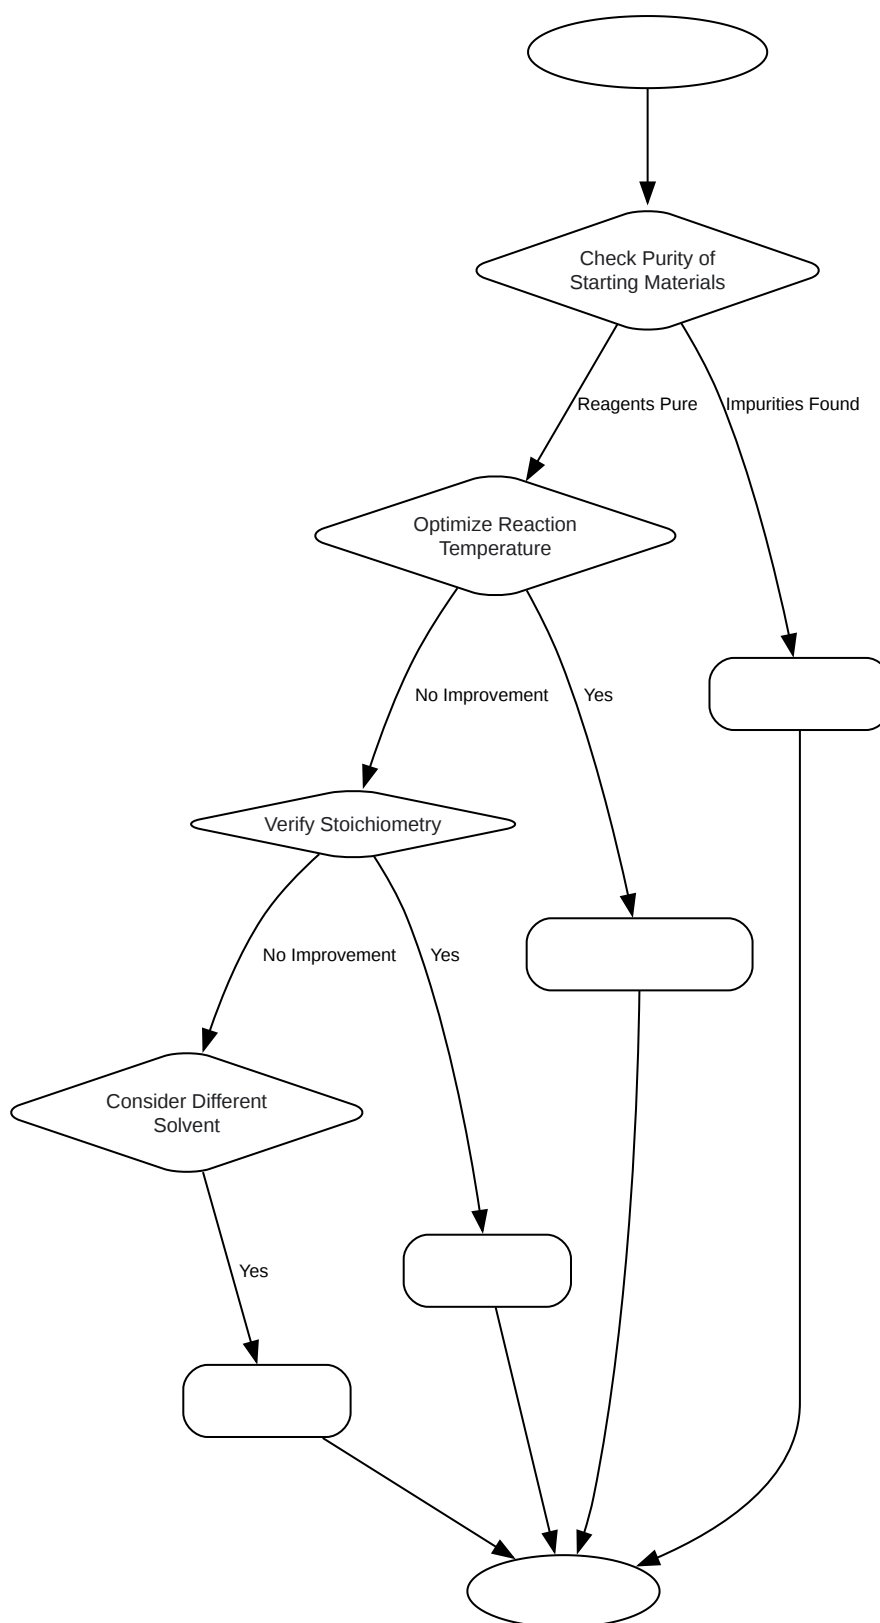 Check Purity of
Starting Materials
Reagents Pure
Impurities Found
Optimize Reaction
Temperature
No Improvement
Yes
Verify Stoichiometry
No Improvement
Yes
Consider Different
Solvent
Yes